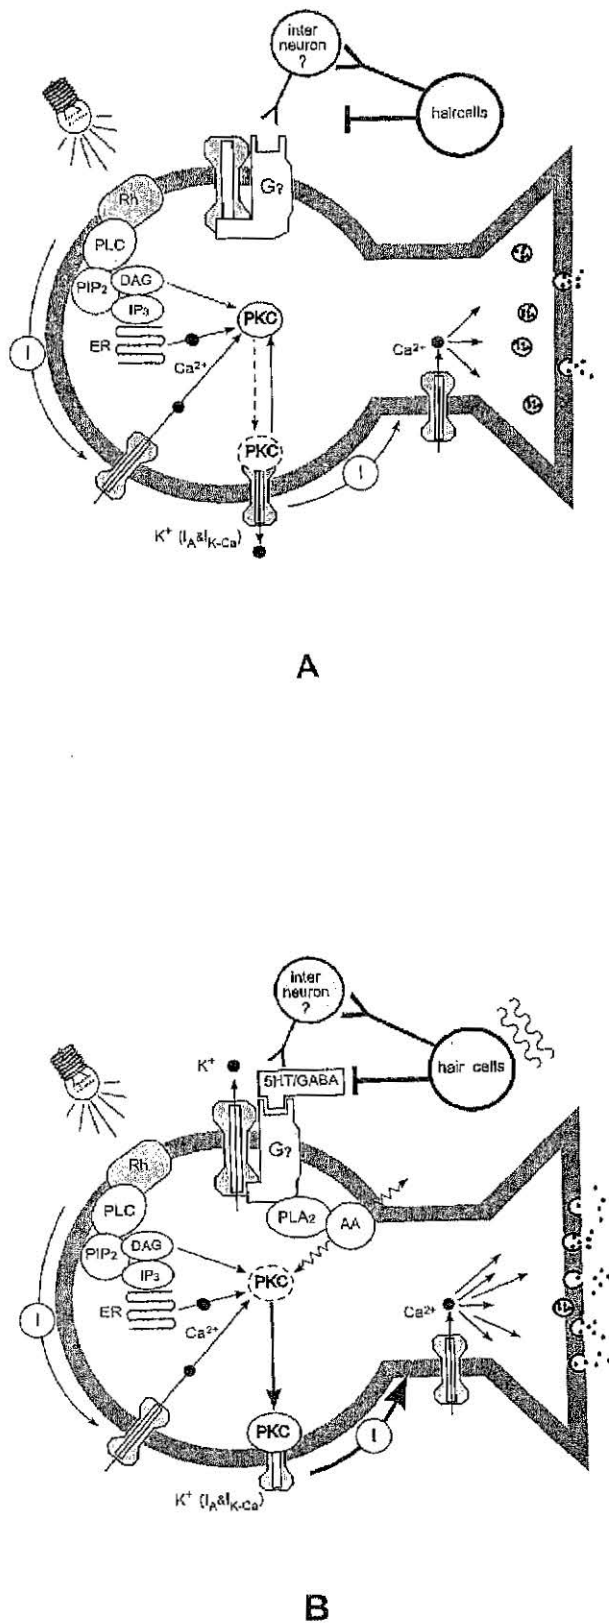 inter
neuron
?
haircells
G?
Rh
PLC
PIP2
DAG
IP3
ER
PKC
Ca2+
Ca2+
I
PKC
I
K+ (IA&IK-Ca)
A
inter
neuron
?
hair cells
K+
5HT/GABA
G?
Rh
PLC
PLA2
AA
PIP2
DAG
IP3
PKC
ER
Ca2+
Ca2+
I
PKC
I
K+ (IA&IK-Ca)
B